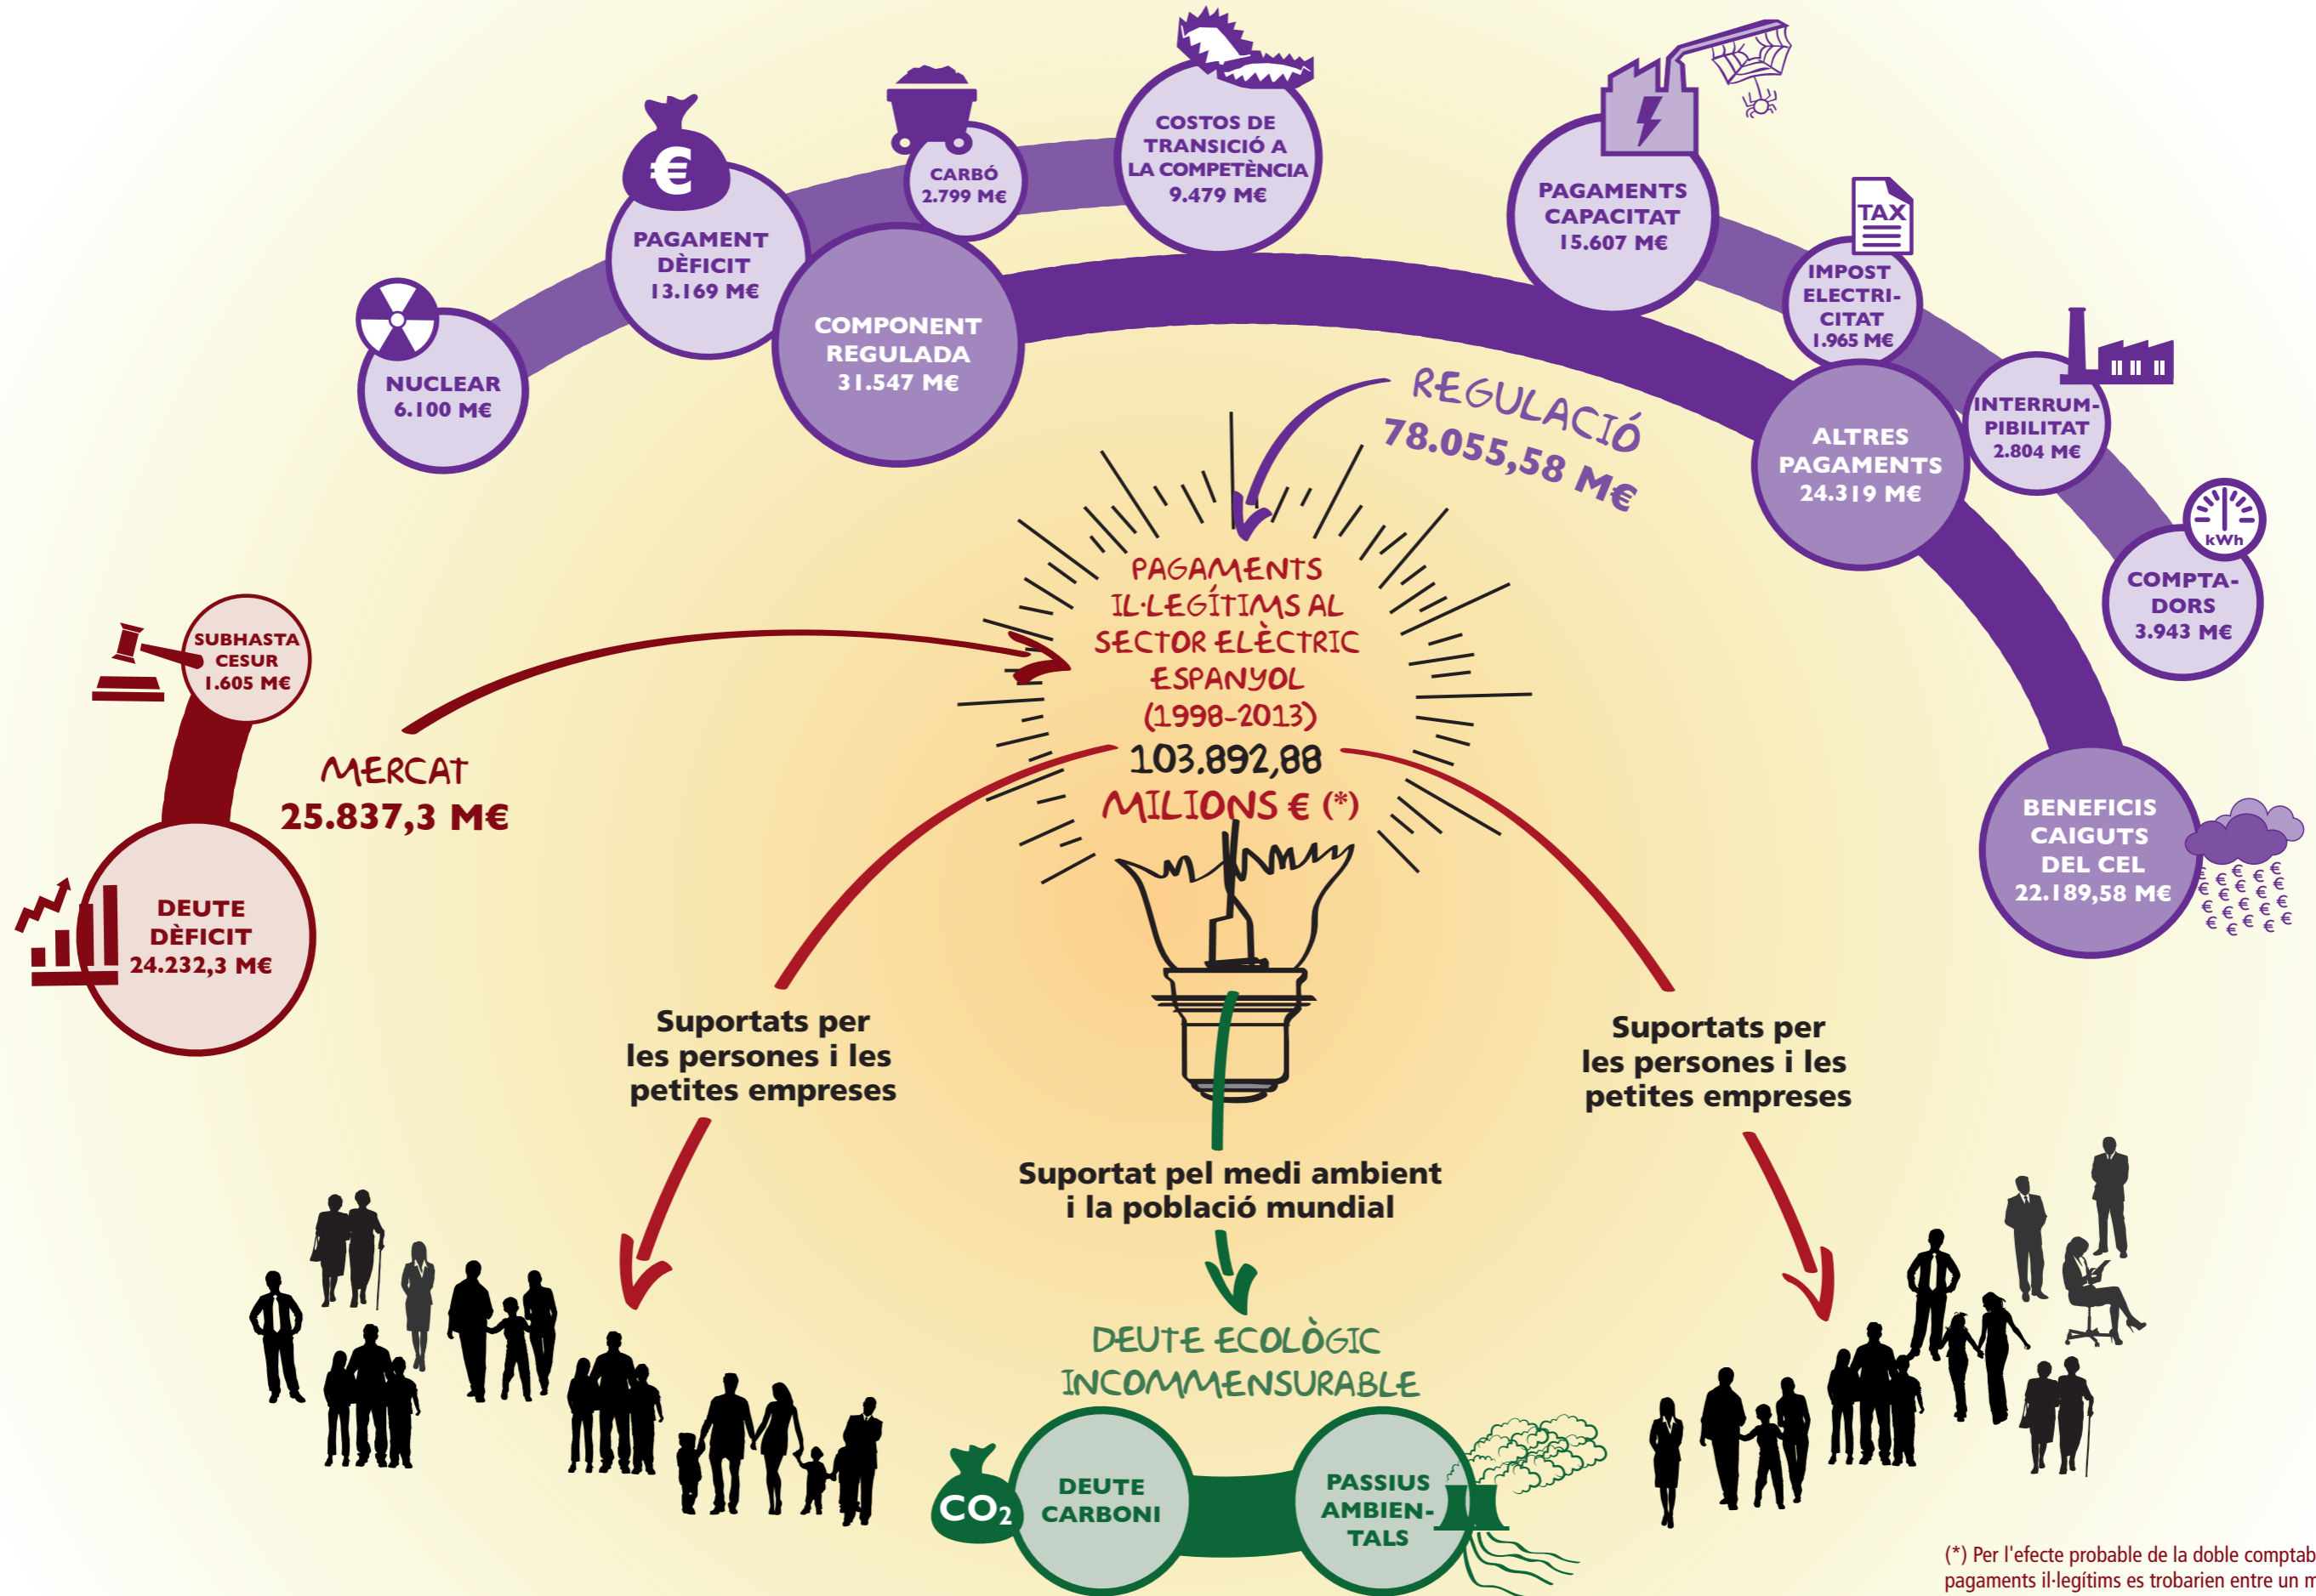 COSTOS DE
TRANSICIÓ A
LA COMPETÈNCIA
9.479 M€
CARBÓ
2.799 M€
€
PAGAMENT
DÈFICIT
13.169 M€
NUCLEAR
6.100 M€
COMPONENT
REGULADA
31.547 M€
PAGAMENTS
CAPACITAT
15.607 M€
TAX
IMPOST
ELECTRI-
CITAT
1.965 M€
INTERRUM-
PIBILITAT
2.804 M€
ALTRES
PAGAMENTS
24.319 M€
kWh
COMPTA-
DORS
3.943 M€
BENEFICIS
CAIGUTS
DEL CEL
22.189,58 M€
REGULACIÓ
78.055,58 M€
PAGAMENTS
IL·LEGÍTIMS AL
SECTOR ELÈCTRIC
ESPANYOL
(1998-2013)
103.892,88
MILIONS € (*)
SUBHASTA
CESUR
1.605 M€
MERCAT
25.837,3 M€
DEUTE
DÈFICIT
24.232,3 M€
Suportats per
les persones i les
petites empreses
Suportats per
les persones i les
petites empreses
Suportat pel medi ambient
i la població mundial
DEUTE ECOLÒGIC
INCOMMENSURABLE
CO₂
DEUTE
CARBONI
PASSIUS
AMBIEN-
TALS
(*) Per l'efecte probable de la doble
pagaments il·legítims es trobarien entre un